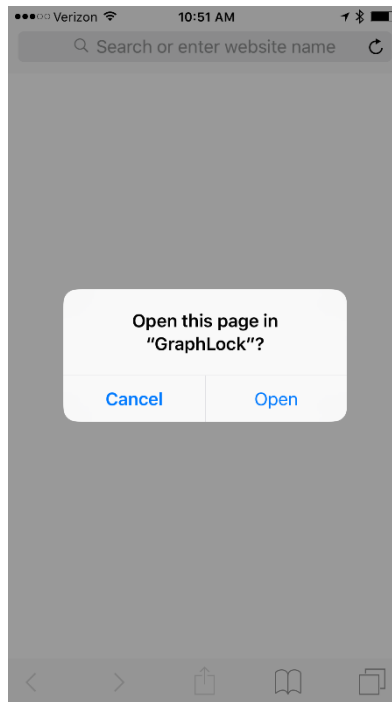 Verizon 10:51 AM
Search or enter website name
Open this page in
“GraphLock”?
Cancel Open